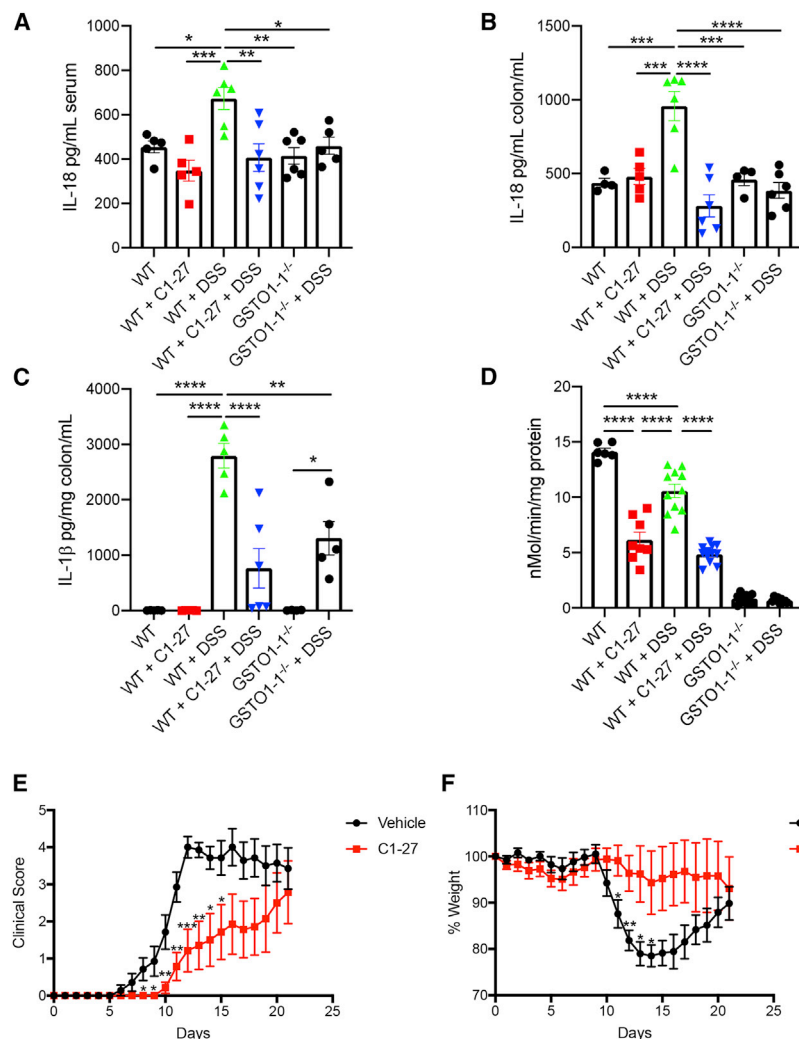 A
B
* *
* **
*** **
1000
800
600
400
200
0
IL-18 pg/mL serum
WT
WT + C1-27
WT + DSS
WT + C1-27 + DSS
GSTO1-1-/-
GSTO1-1-/- + DSS
****
*** ***
*** ****
1500
1000
500
0
IL-18 pg/mL colon/mL
WT
WT + C1-27
WT + DSS
WT + C1-27 + DSS
GSTO1-1-/-
GSTO1-1-/- + DSS
C
D
**** **
**** ****
*
4000
3000
2000
1000
0
IL-1β pg/mg colon/mL
WT
WT + C1-27
WT + DSS
WT + C1-27 + DSS
GSTO1-1-/-
GSTO1-1-/- + DSS
****
**** **** ****
20
15
10
5
0
nMol/min/mg protein
WT
WT + C1-27
WT + DSS
WT + C1-27 + DSS
GSTO1-1-/-
GSTO1-1-/- + DSS
E
F
Vehicle
C1-27
5
4
3
2
1
0
Clinical Score
* * ** ** *** ** * *
0 5 10 15 20 25
Days
110
100
90
80
70
% Weight
* ** * *
0 5 10 15 20 25
Days